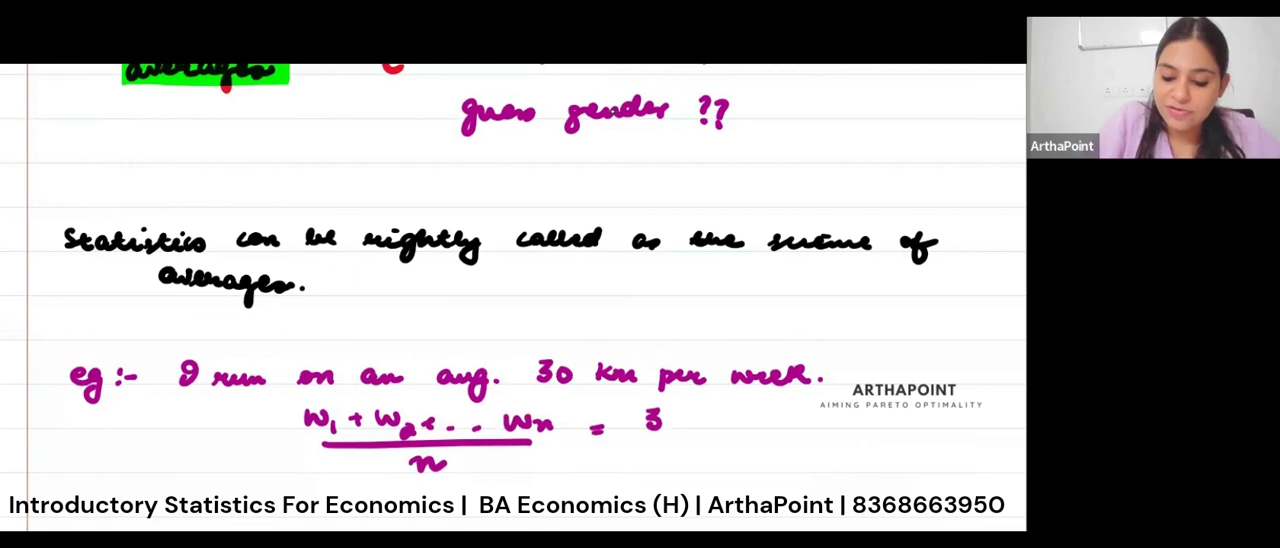 averages
guess gender ??
Statistics can be rightly called as the science of
averages.
eg :- I run on an avg. 30 km per week.
W1 + W2 + . . Wn = 3
n
ARTHAPOINT
AIMING PARETO OPTIMALITY
ArthaPoint
Introductory Statistics For Economics | BA Economics (H) | ArthaPoint | 8368663950